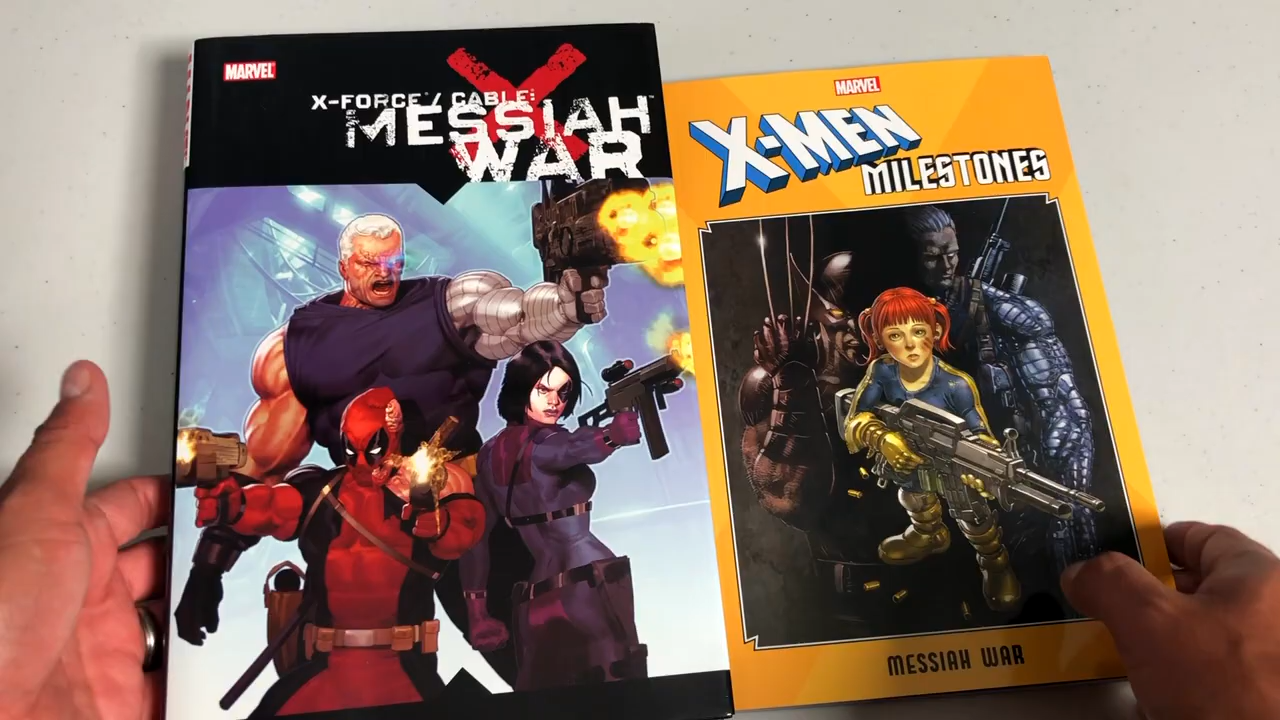 MARVEL
X-FORCE / CABLE:
MESSIAH
WAR
MARVEL
X-MEN
MILESTONES
MESSIAH WAR